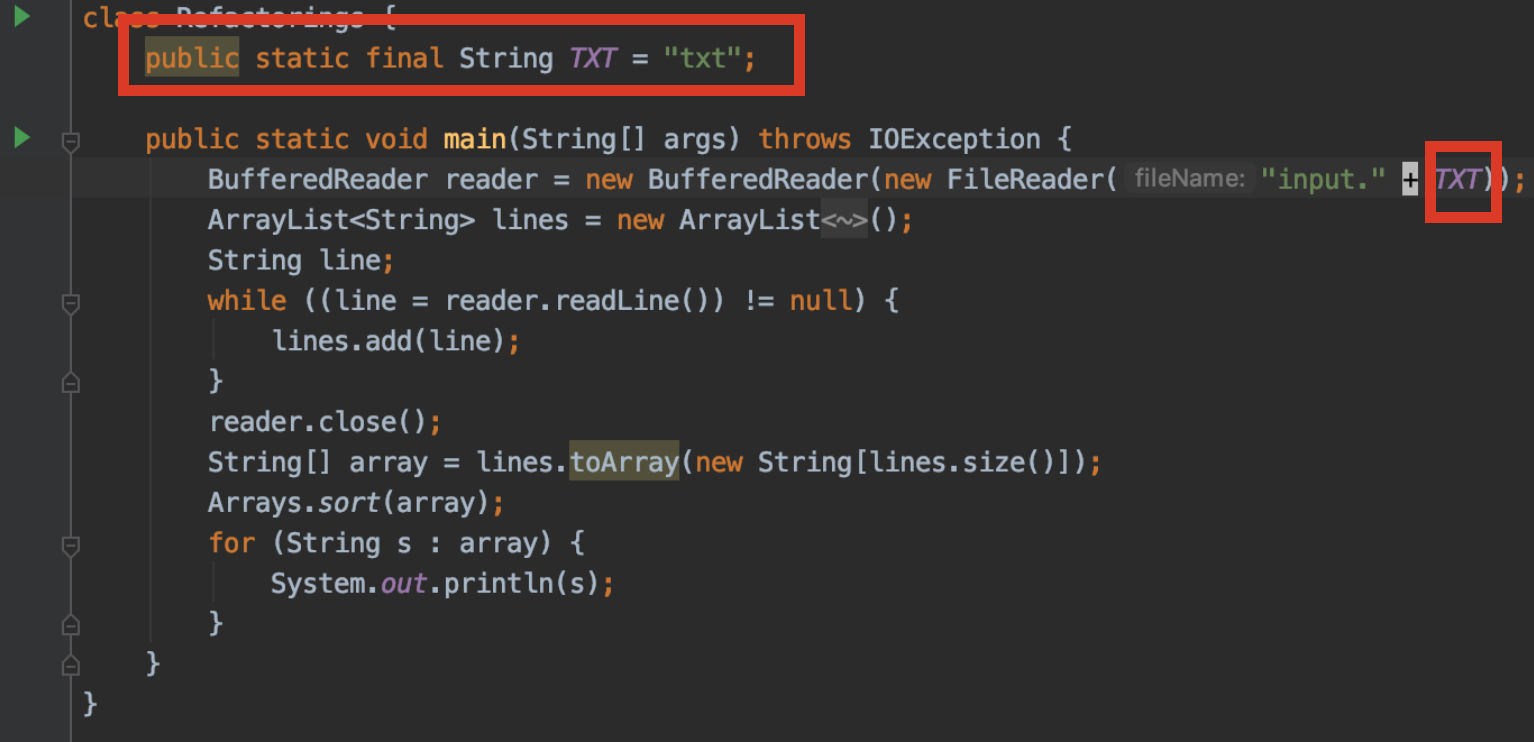 class Refactorings {
public static final String TXT = "txt";
public static void main(String[] args) throws IOException {
BufferedReader reader = new BufferedReader(new FileReader( fileName: "input." + TXT));
ArrayList<String> lines = new ArrayList<~>();
String line;
while ((line = reader.readLine()) != null) {
lines.add(line);
}
reader.close();
String[] array = lines.toArray(new String[lines.size()]);
Arrays.sort(array);
for (String s : array) {
System.out.println(s);
}
}
}